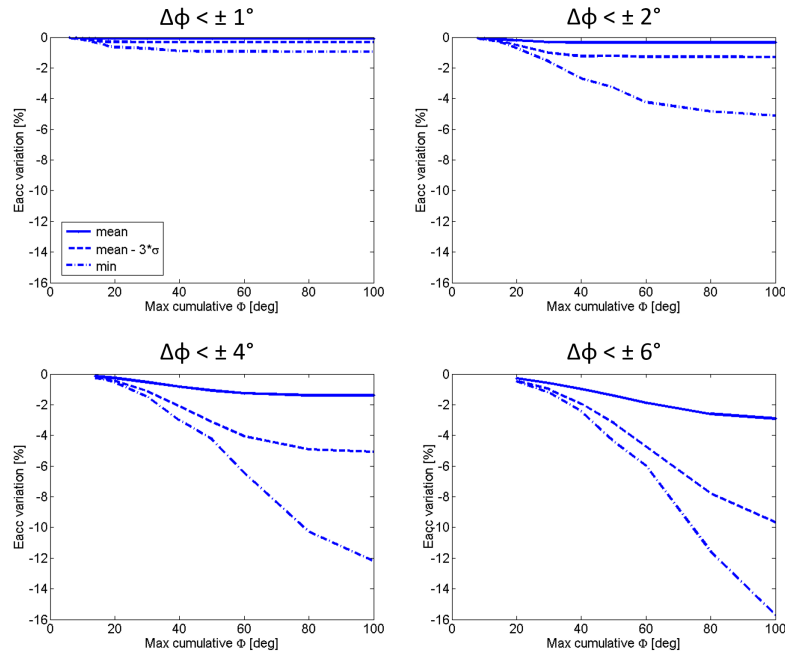 Δϕ < ± 1°
0
-2
-4
-6
-8
-10
-12
-14
-16
Eacc variation [%]
mean
mean - 3*σ
min
0 20 40 60 80 100
Max cumulative Φ [deg]
Δϕ < ± 2°
0
-2
-4
-6
-8
-10
-12
-14
-16
Eacc variation [%]
0 20 40 60 80 100
Max cumulative Φ [deg]
Δϕ < ± 4°
0
-2
-4
-6
-8
-10
-12
-14
-16
Eacc variation [%]
0 20 40 60 80 100
Max cumulative Φ [deg]
Δϕ < ± 6°
0
-2
-4
-6
-8
-10
-12
-14
-16
Eacc variation [%]
0 20 40 60 80 100
Max cumulative Φ [deg]